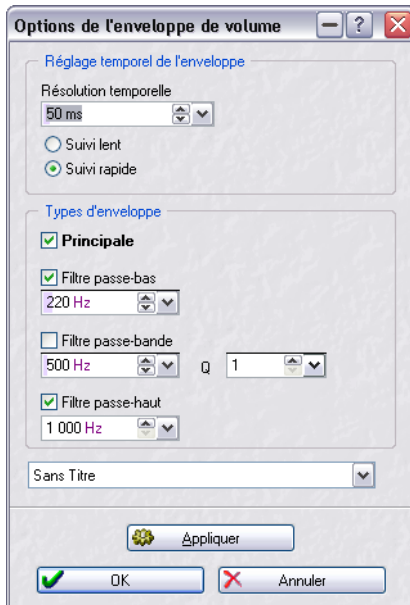 Options de l'enveloppe de volume
Réglage temporel de l'enveloppe
Résolution temporelle
50 ms
Suivi lent
Suivi rapide
Types d'enveloppe
Principale
Filtre passe-bas
220 Hz
Filtre passe-bande
500 Hz Q 1
Filtre passe-haut
1 000 Hz
Sans Titre
Appliquer
OK Annuler